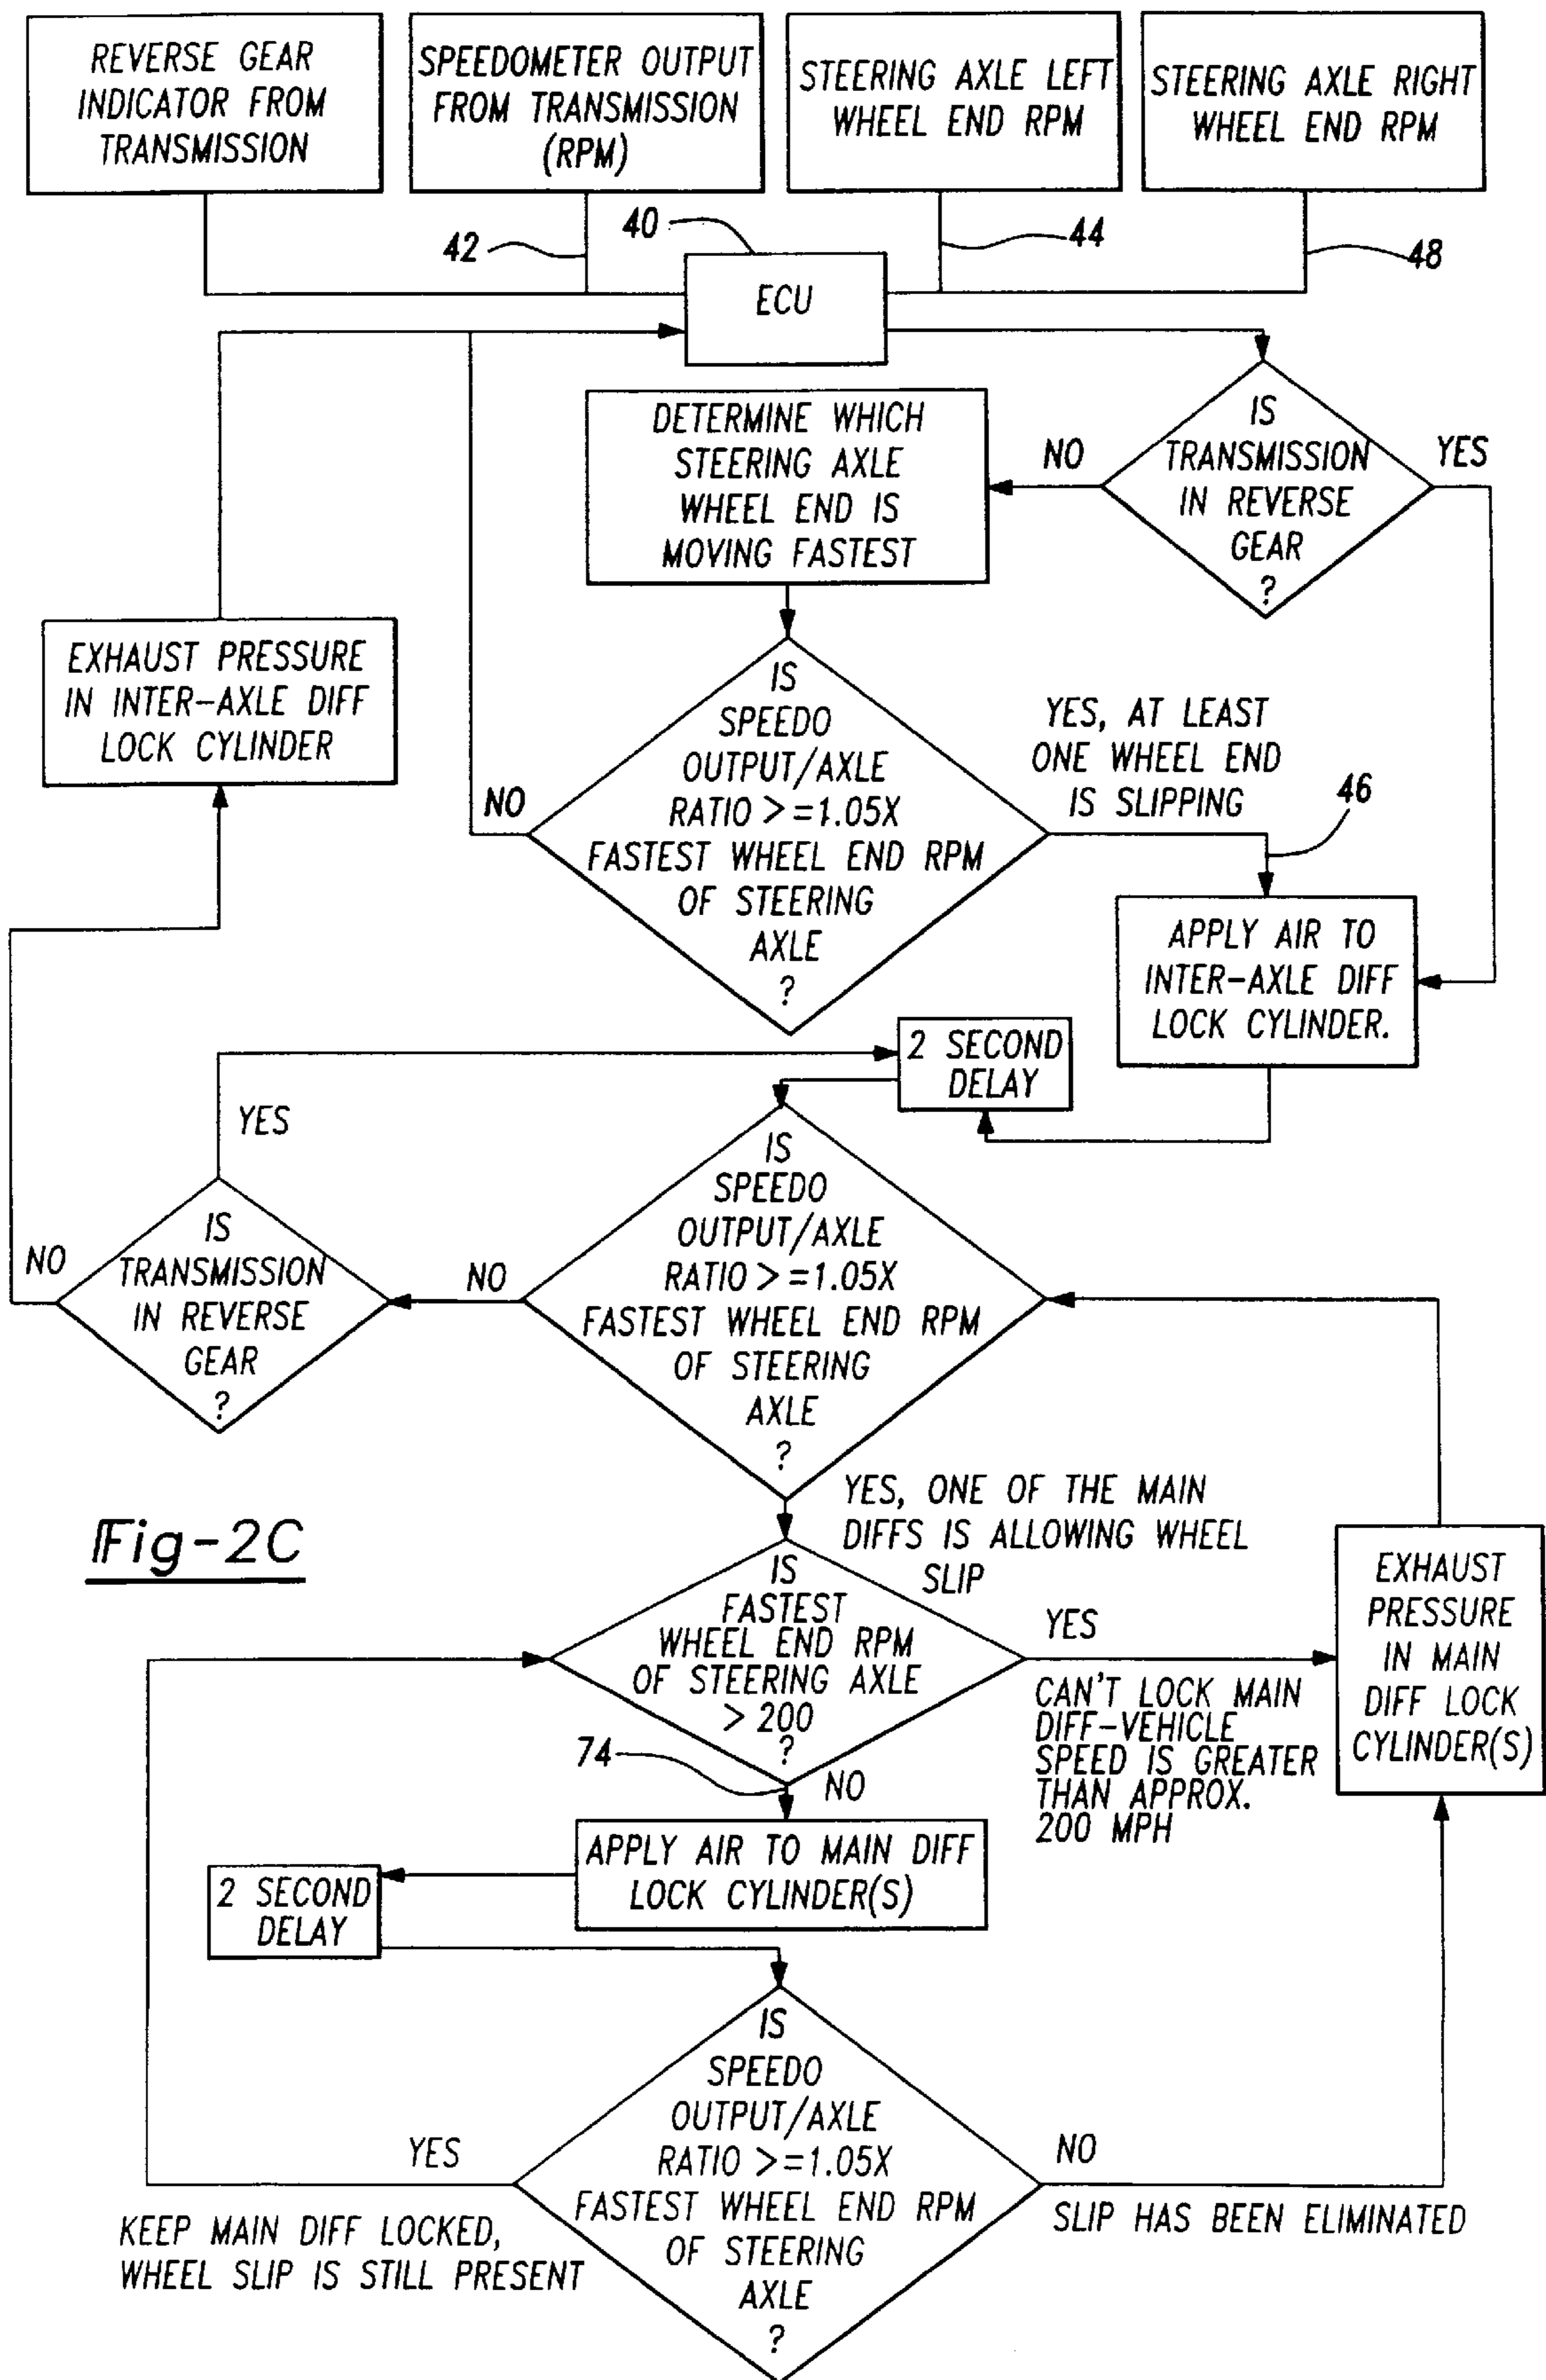 REVERSE GEAR
INDICATOR FROM
TRANSMISSION
SPEEDOMETER OUTPUT
FROM TRANSMISSION
(RPM)
STEERING AXLE LEFT
WHEEL END RPM
STEERING AXLE RIGHT
WHEEL END RPM
42
40
44
48
ECU
DETERMINE WHICH
STEERING AXLE
WHEEL END IS
MOVING FASTEST
NO
IS
TRANSMISSION
IN REVERSE
GEAR
?
YES
EXHAUST PRESSURE
IN INTER-AXLE DIFF
LOCK CYLINDER
NO
IS
SPEEDO
OUTPUT/AXLE
RATIO >=1.05X
FASTEST WHEEL END RPM
OF STEERING
AXLE
?
YES, AT LEAST
ONE WHEEL END
IS SLIPPING
46
APPLY AIR TO
INTER-AXLE DIFF
LOCK CYLINDER.
2 SECOND
DELAY
YES
NO
IS
TRANSMISSION
IN REVERSE
GEAR
?
NO
IS
SPEEDO
OUTPUT/AXLE
RATIO >=1.05X
FASTEST WHEEL END RPM
OF STEERING
AXLE
?
YES, ONE OF THE MAIN
DIFFS IS ALLOWING WHEEL
SLIP
Fig-2C
IS
FASTEST
WHEEL END RPM
OF STEERING AXLE
> 200
?
YES
CAN'T LOCK MAIN
DIFF-VEHICLE
SPEED IS GREATER
THAN APPROX.
200 MPH
EXHAUST
PRESSURE
IN MAIN
DIFF LOCK
CYLINDER(S)
74
NO
APPLY AIR TO MAIN DIFF
LOCK CYLINDER(S)
2 SECOND
DELAY
IS
SPEEDO
OUTPUT/AXLE
RATIO >=1.05X
FASTEST WHEEL END RPM
OF STEERING
AXLE
?
YES
KEEP MAIN DIFF LOCKED,
WHEEL SLIP IS STILL PRESENT
NO
SLIP HAS BEEN ELIMINATED